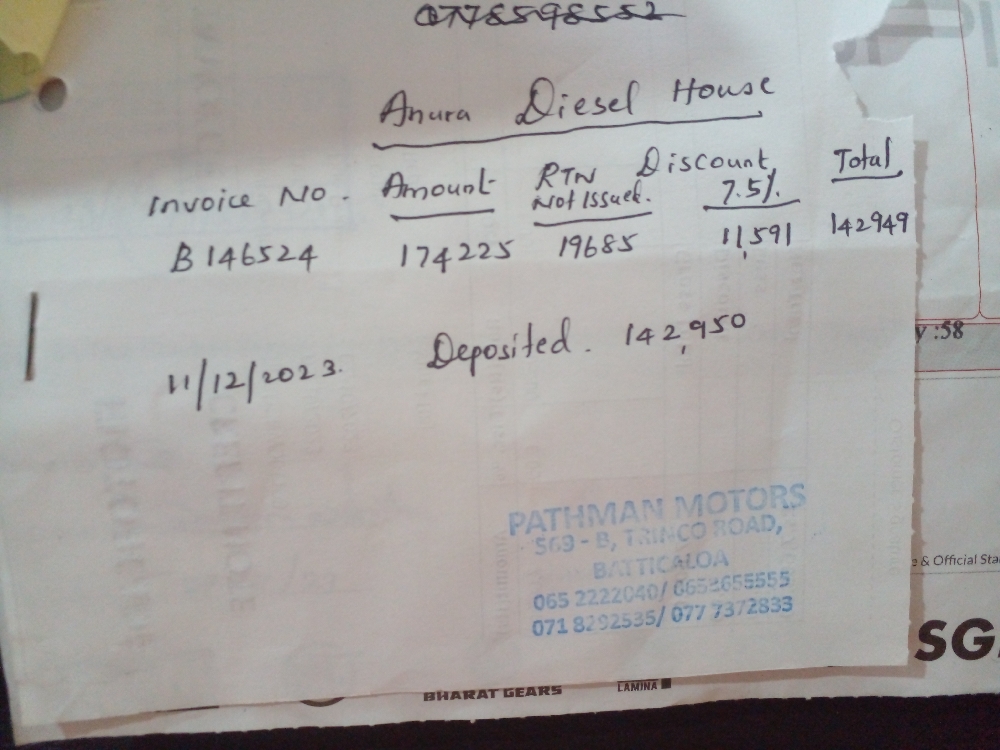 0778598552
Anura Diesel House
Invoice No. Amount RTN Not Issued. Discount 7.5% Total
B 146524 174225 19685 11,591 142949
11/12/2023. Deposited. 142,950
PATHMAN MOTORS
569 - B, TRINCO ROAD,
BATTICALOA
065 2222040/ 0655655555
071 8292535/ 077 7372833
y :58
& Official Sta
SG
BHARAT GEARS
LAMINA